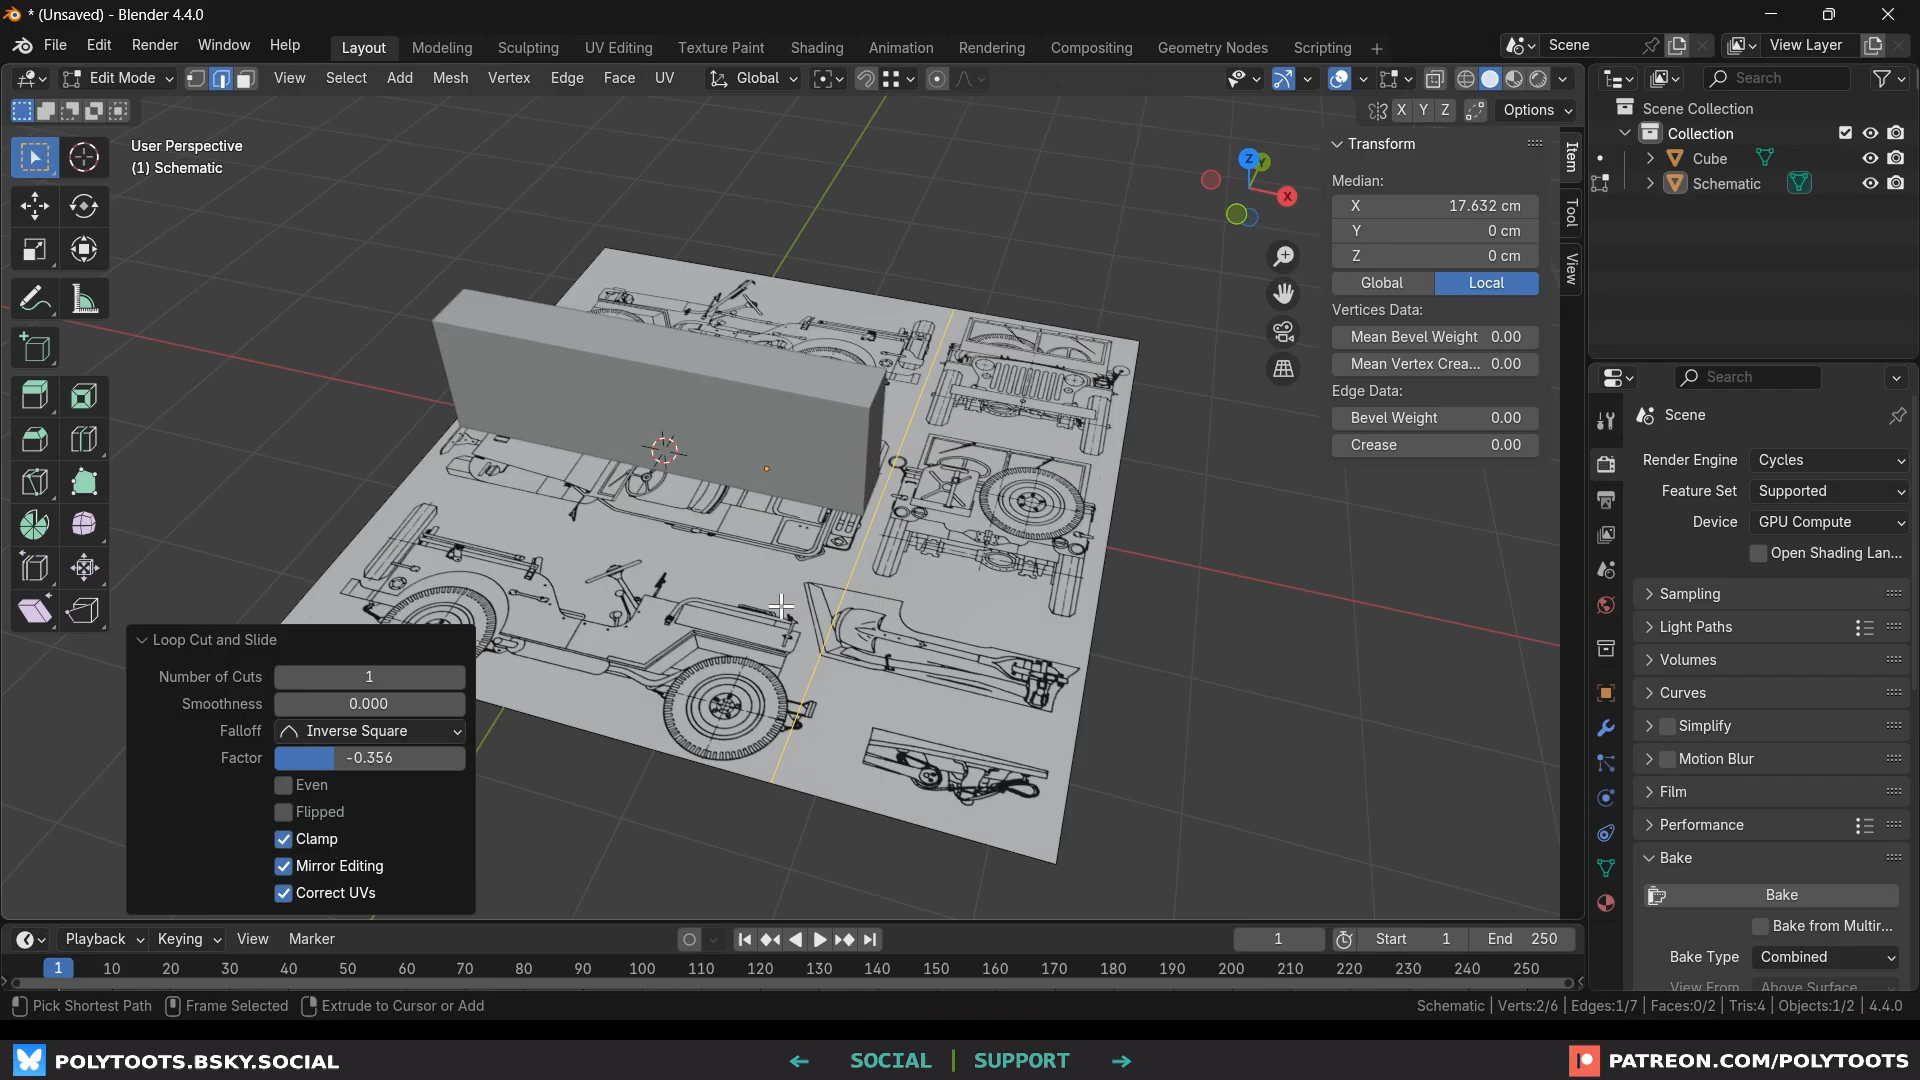 * (Unsaved) - Blender 4.4.0
File Edit Render Window Help
Layout Modeling Sculpting UV Editing Texture Paint Shading Animation Rendering Compositing Geometry Nodes Scripting +
Scene
View Layer
Edit Mode
View Select Add Mesh Vertex Edge Face UV
Global
Search
X Y Z
Options
User Perspective
(1) Schematic
Scene Collection
Collection
Cube
Schematic
Z
Y
X
Item
Tool
View
Transform
Median:
X 17.632 cm
Y 0 cm
Z 0 cm
Global Local
Vertices Data:
Mean Bevel Weight 0.00
Mean Vertex Crea... 0.00
Edge Data:
Bevel Weight 0.00
Crease 0.00
Search
Scene
Render Engine Cycles
Feature Set Supported
Device GPU Compute
Open Shading Lan...
Sampling
Light Paths
Volumes
Curves
Simplify
Motion Blur
Film
Performance
Bake
Bake
Bake from Multir...
Bake Type Combined
View From Above Surface
Loop Cut and Slide
Number of Cuts 1
Smoothness 0.000
Falloff Inverse Square
Factor -0.356
Even
Flipped
Clamp
Mirror Editing
Correct UVs
Playback Keying View Marker
1
Start 1
End 250
1 10 20 30 40 50 60 70 80 90 100 110 120 130 140 150 160 170 180 190 200 210 220 230 240 250
Pick Shortest Path Frame Selected Extrude to Cursor or Add
Schematic | Verts:2/6 | Edges:1/7 | Faces:0/2 | Tris:4 | Objects:1/2 | 4.4.0
POLYTOOTS.BSKY.SOCIAL
← SOCIAL | SUPPORT →
PATREON.COM/POLYTOOTS